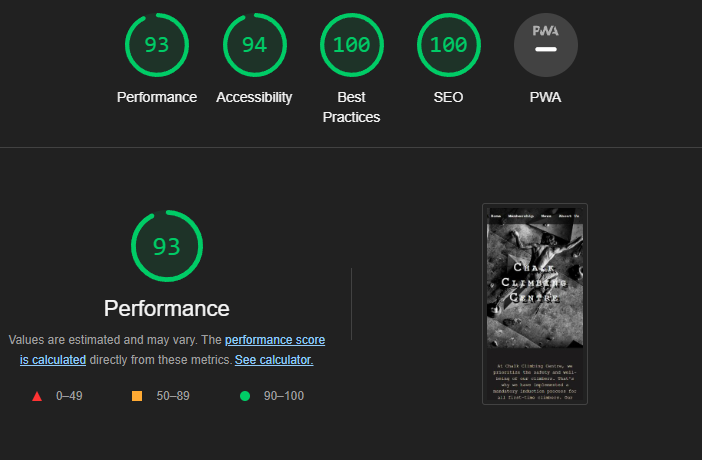 93 94 100 100 PWA
Performance Accessibility Best Practices SEO PWA
93
Performance
Values are estimated and may vary. The performance score
is calculated directly from these metrics. See calculator.
0–49 50–89 90–100
Home Membership News About Us
Chalk
Climbing
Centre
At Chalk Climbing Centre, we
prioritise the safety and well-
being of our climbers. That's
why we have implemented a
mandatory induction process for
all first-time climbers. Our